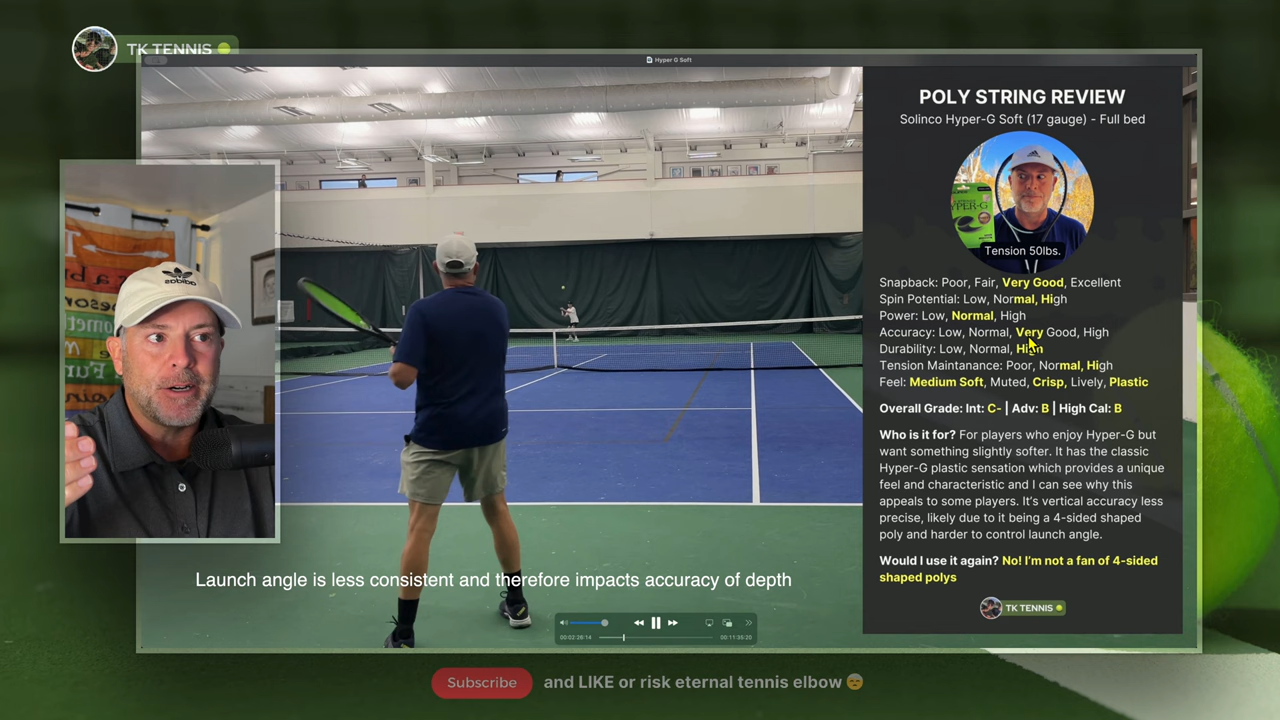 TK TENNIS
Hyper G Soft
POLY STRING REVIEW
Solinco Hyper-G Soft (17 gauge) - Full bed
Tension 50lbs.
Snapback: Poor, Fair, Very Good, Excellent
Spin Potential: Low, Normal, High
Power: Low, Normal, High
Accuracy: Low, Normal, Very Good, High
Durability: Low, Normal, High
Tension Maintanance: Poor, Normal, High
Feel: Medium Soft, Muted, Crisp, Lively, Plastic
Overall Grade: Int: C- | Adv: B | High Cal: B
Who is it for? For players who enjoy Hyper-G but
want something slightly softer. It has the classic
Hyper-G plastic sensation which provides a unique
feel and characteristic and I can see why this
appeals to some players. It's vertical accuracy less
precise, likely due to it being a 4-sided shaped
poly and harder to control launch angle.
Would I use it again? No! I'm not a fan of 4-sided
shaped polys
TK TENNIS
Launch angle is less consistent and therefore impacts accuracy of depth
Subscribe and LIKE or risk eternal tennis elbow